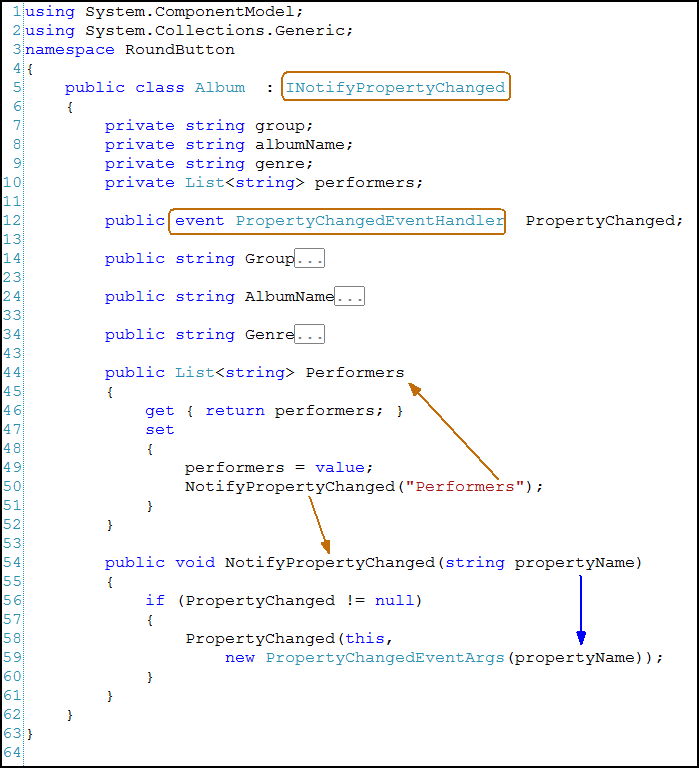 1 using System.ComponentModel;
2 using System.Collections.Generic;
3 namespace RoundButton
4 {
5     public class Album  : INotifyPropertyChanged
6     {
7         private string group;
8         private string albumName;
9         private string genre;
10         private List<string> performers;
11
12         public event PropertyChangedEventHandler  PropertyChanged;
13
14         public string Group...
23
24         public string AlbumName...
33
34         public string Genre...
43
44         public List<string> Performers
45         {
46             get { return performers; }
47             set
48             {
49                 performers = value;
50                 NotifyPropertyChanged("Performers");
51             }
52         }
53
54         public void NotifyPropertyChanged(string propertyName)
55         {
56             if (PropertyChanged != null)
57             {
58                 PropertyChanged(this,
59                     new PropertyChangedEventArgs(propertyName));
60             }
61         }
62     }
63 }
64